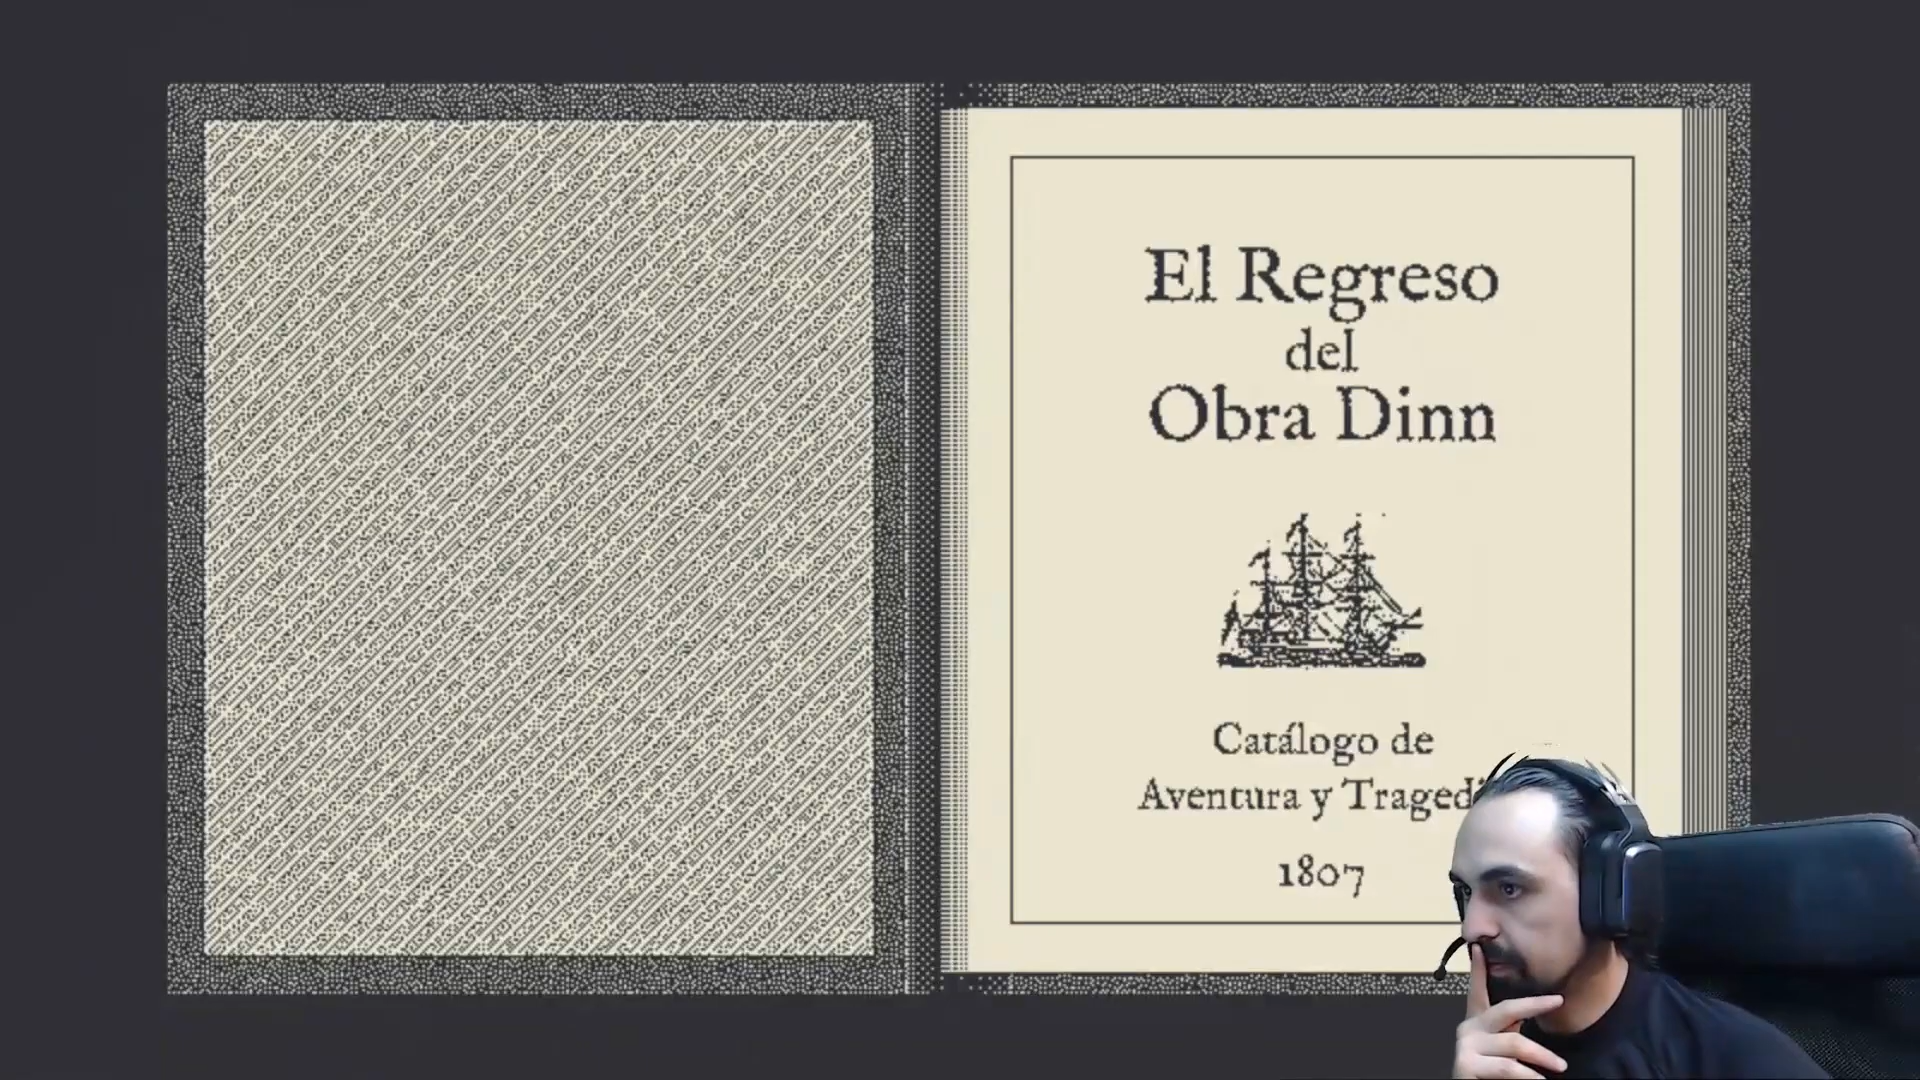 El Regreso
del
Obra Dinn
Catálogo de
Aventura y
1807